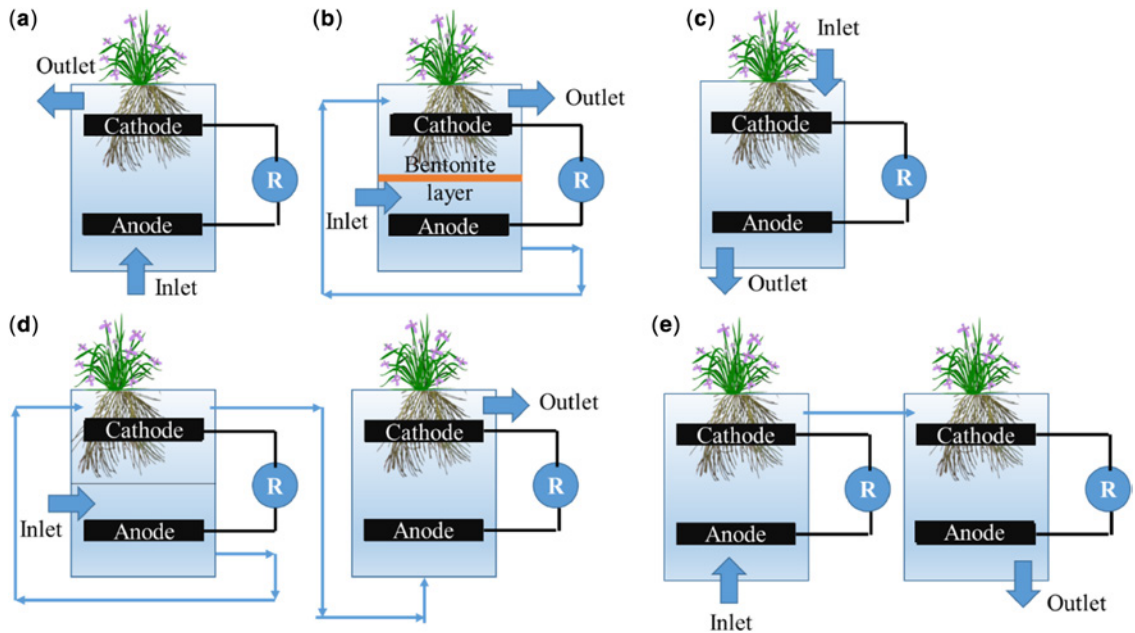 (a)
Outlet
Cathode
R
Anode
Inlet
(b)
Outlet
Cathode
Bentonite
layer
R
Inlet
Anode
(c)
Inlet
Cathode
R
Anode
Outlet
(d)
Cathode
R
Inlet
Anode
Outlet
Cathode
R
Anode
(e)
Cathode
R
Anode
Inlet
Cathode
R
Anode
Outlet